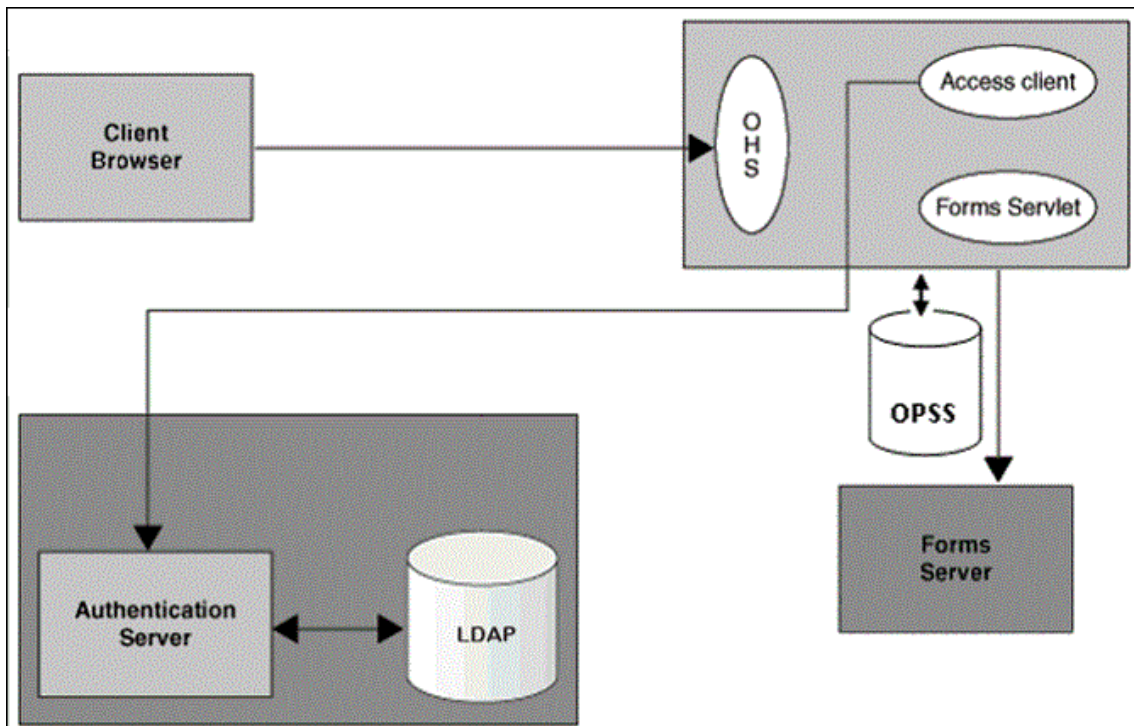 Client
Browser
O
H
S
Access client
Forms Servlet
OPSS
Forms
Server
Authentication
Server
LDAP